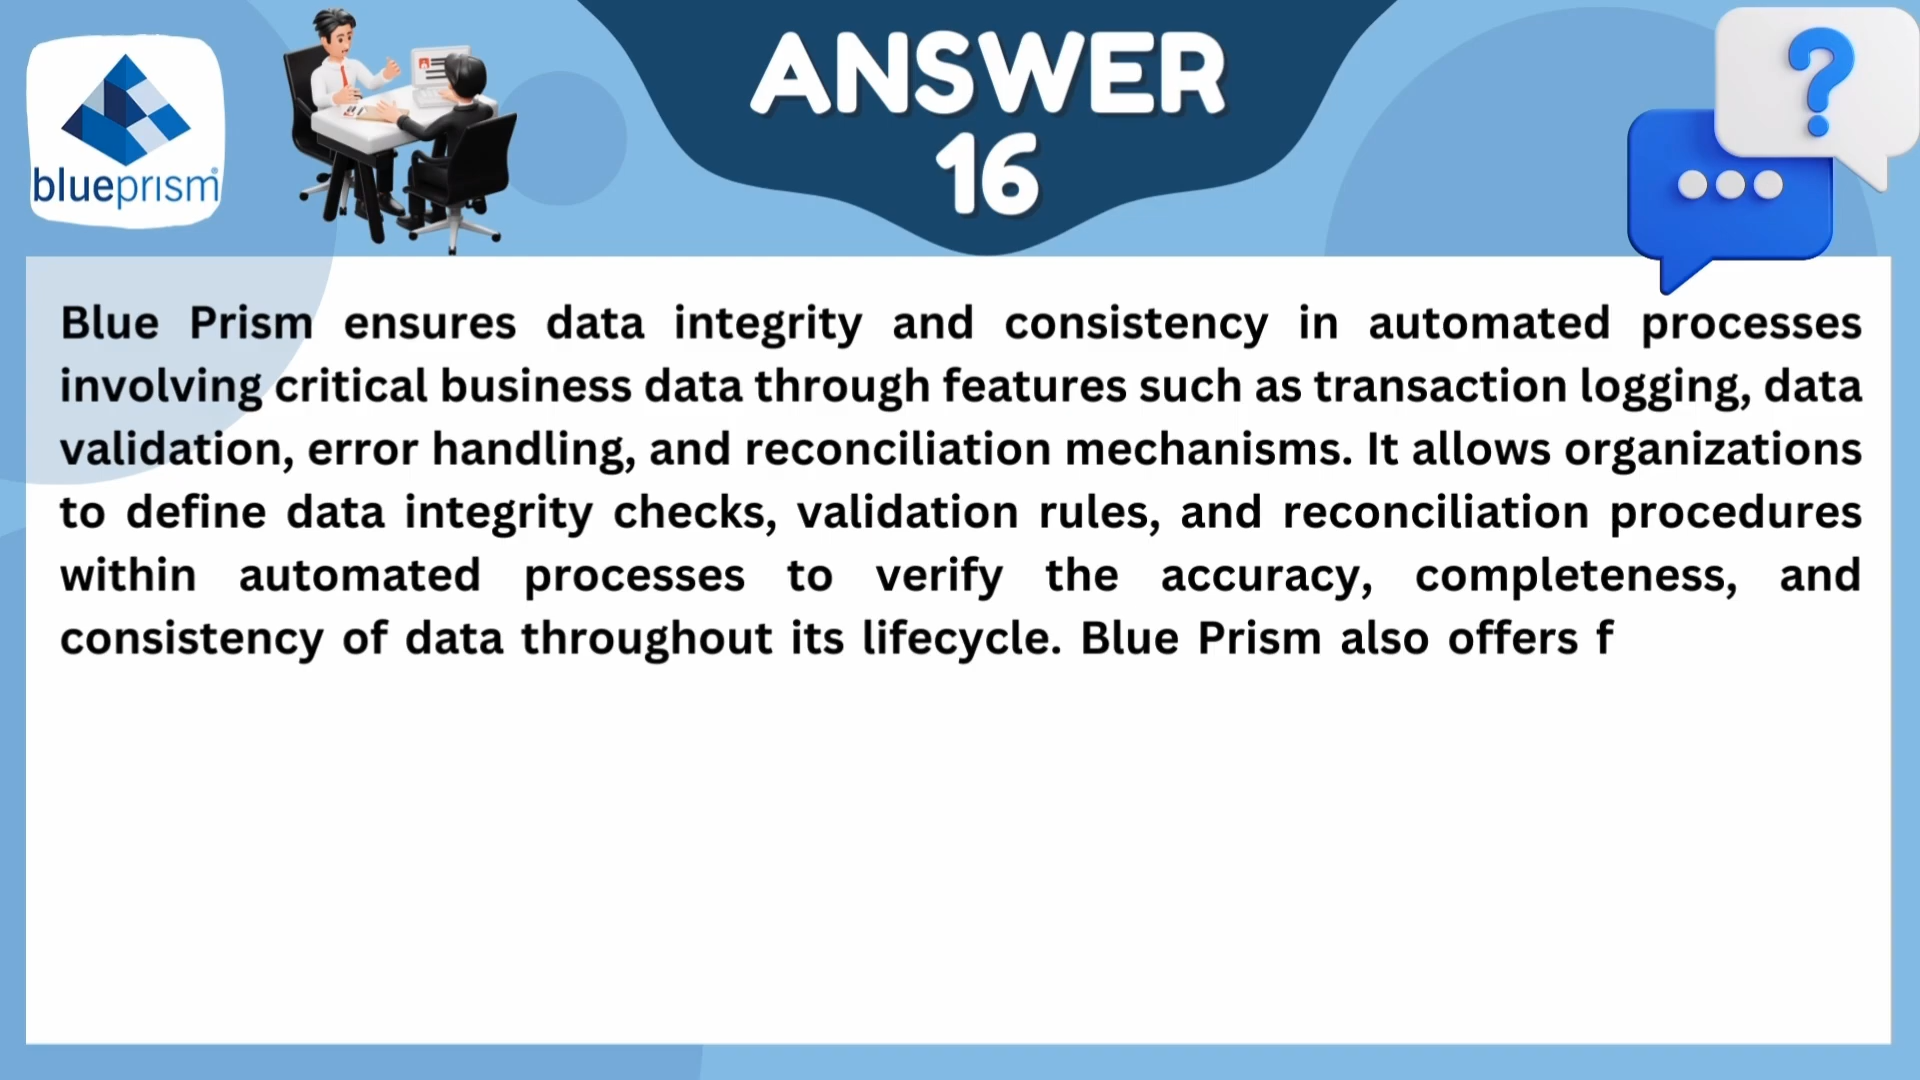 blueprism
ANSWER
16
Blue Prism ensures data integrity and consistency in automated processes
involving critical business data through features such as transaction logging, data
validation, error handling, and reconciliation mechanisms. It allows organizations
to define data integrity checks, validation rules, and reconciliation procedures
within automated processes to verify the accuracy, completeness, and
consistency of data throughout its lifecycle. Blue Prism also offers f